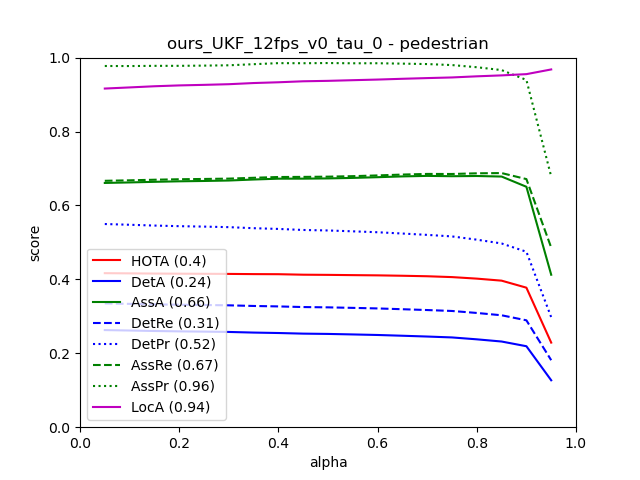 ours_UKF_12fps_v0_tau_0 - pedestrian
1.0
0.8
0.6
0.4
0.2
0.0
score
HOTA (0.4)
DetA (0.24)
AssA (0.66)
DetRe (0.31)
DetPr (0.52)
AssRe (0.67)
AssPr (0.96)
LocA (0.94)
0.0 0.2 0.4 0.6 0.8 1.0
alpha